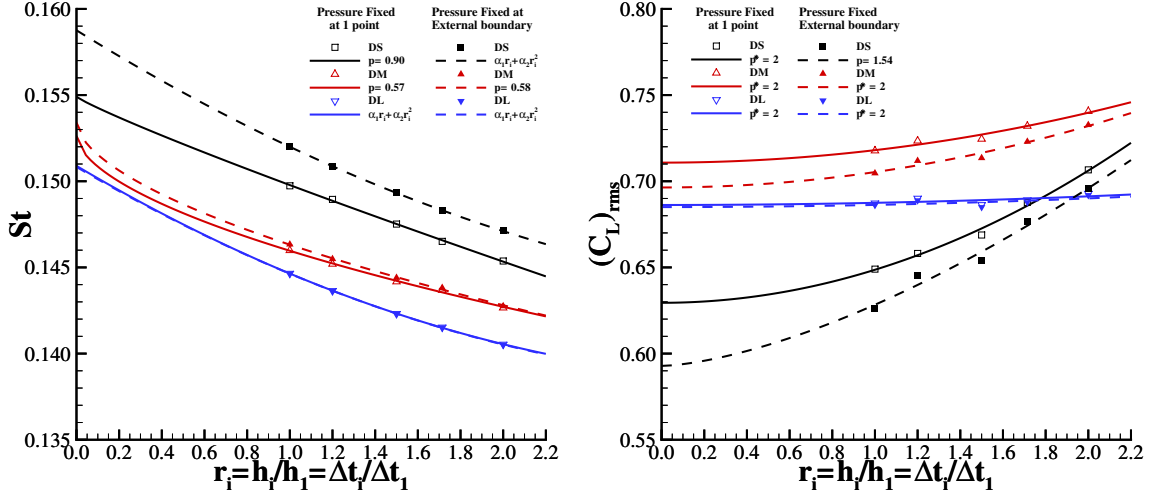 Pressure Fixed at 1 point
DS
p= 0.90
DM
p= 0.57
DL
α₁rᵢ+α₂rᵢ²
Pressure Fixed at External boundary
DS
α₁rᵢ+α₂rᵢ²
DM
p= 0.58
DL
α₁rᵢ+α₂rᵢ²
0.160
0.155
0.150
0.145
0.140
0.135
St
0.0 0.2 0.4 0.6 0.8 1.0 1.2 1.4 1.6 1.8 2.0 2.2
rᵢ=hᵢ/h₁=Δtᵢ/Δt₁
Pressure Fixed at 1 point
DS
p* = 2
DM
p* = 2
DL
p* = 2
Pressure Fixed at External boundary
DS
p= 1.54
DM
p* = 2
DL
p* = 2
0.80
0.75
0.70
0.65
0.60
0.55
(C_L)rms
0.0 0.2 0.4 0.6 0.8 1.0 1.2 1.4 1.6 1.8 2.0 2.2
rᵢ=hᵢ/h₁=Δtᵢ/Δt₁